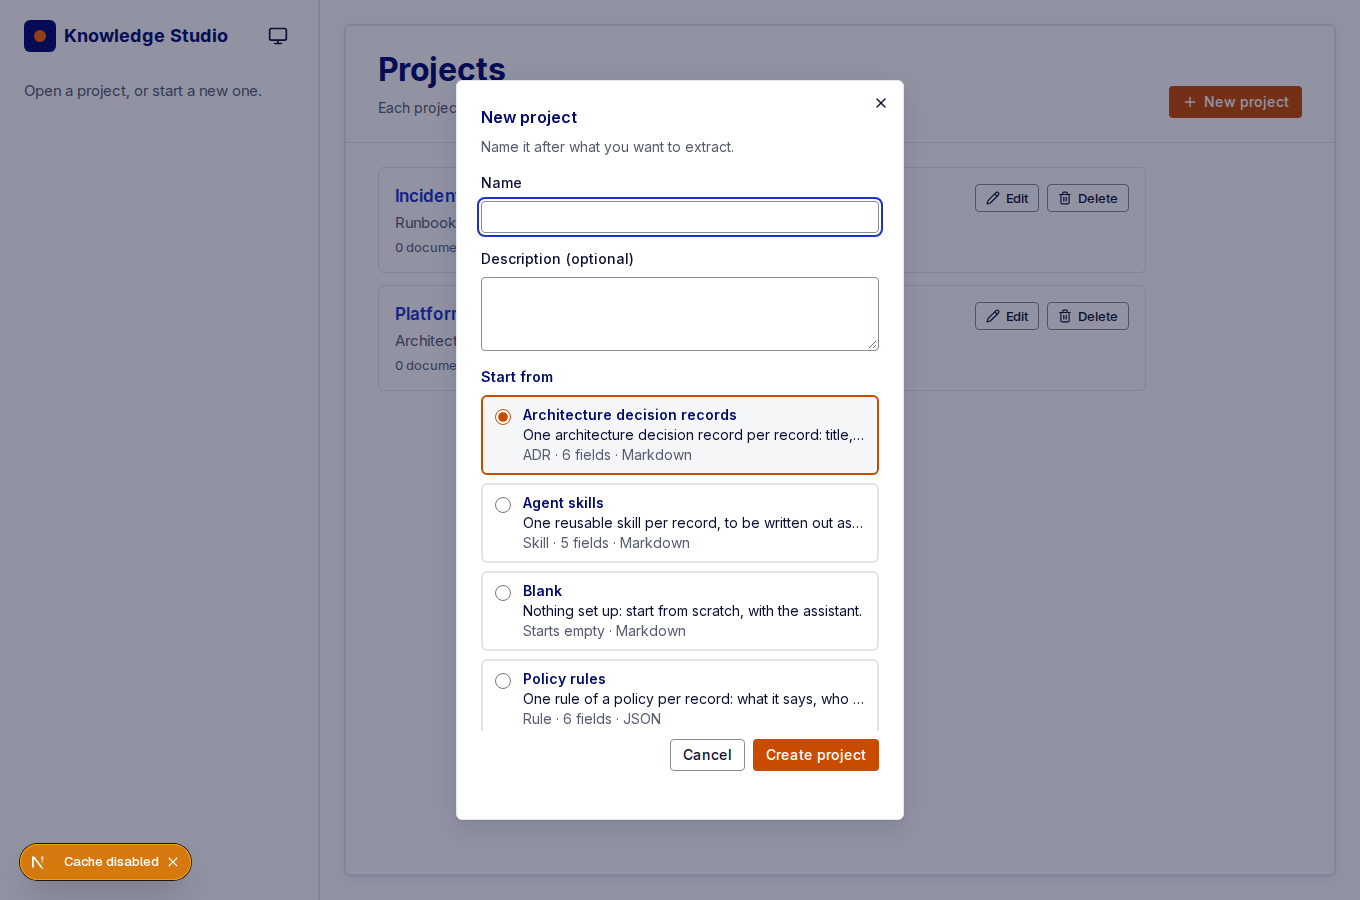 Knowledge Studio
Open a project, or start a new one.
Projects
Each projec
New project
Inciden
Runbook
0 docume
Edit
Delete
Platforr
Architect
0 docume
Edit
Delete
New project
Name it after what you want to extract.
Name
Description (optional)
Start from
Architecture decision records
One architecture decision record per record: title,…
ADR · 6 fields · Markdown
Agent skills
One reusable skill per record, to be written out as…
Skill · 5 fields · Markdown
Blank
Nothing set up: start from scratch, with the assistant.
Starts empty · Markdown
Policy rules
One rule of a policy per record: what it says, who …
Rule · 6 fields · JSON
Cancel
Create project
Cache disabled